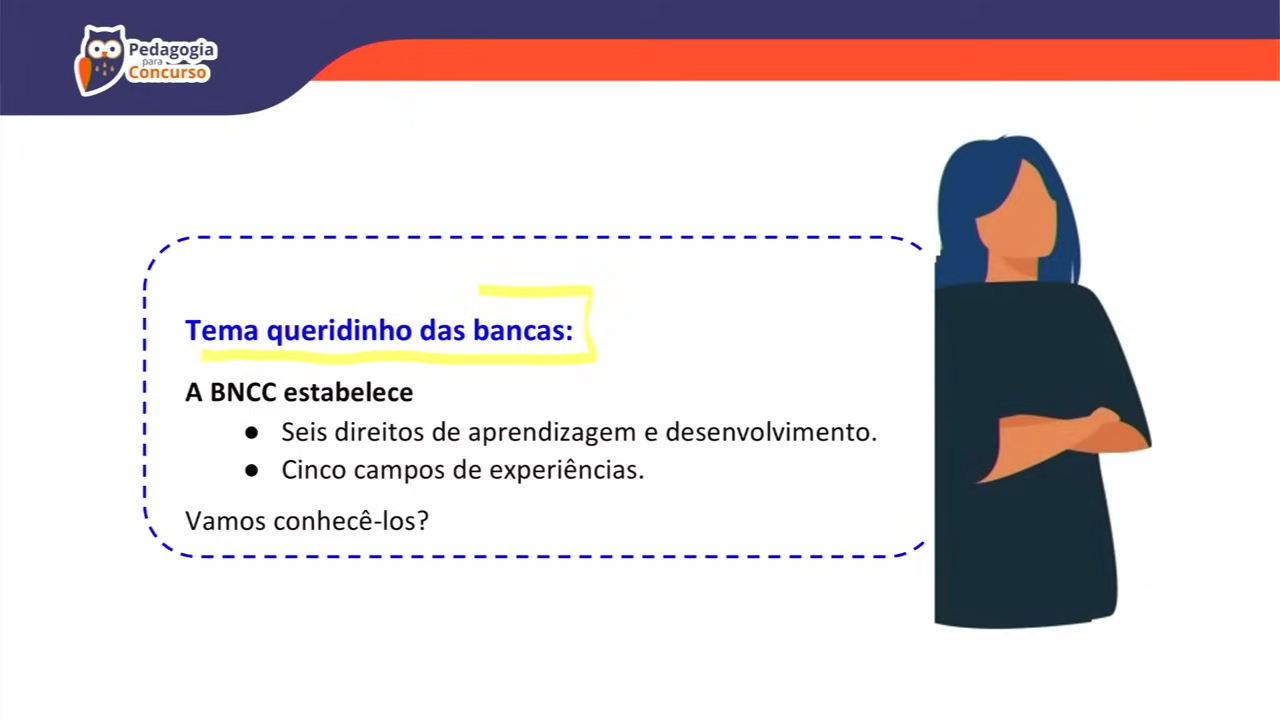 Pedagogia
para
Concurso
Tema queridinho das bancas:
A BNCC estabelece
● Seis direitos de aprendizagem e desenvolvimento.
● Cinco campos de experiências.
Vamos conhecê-los?